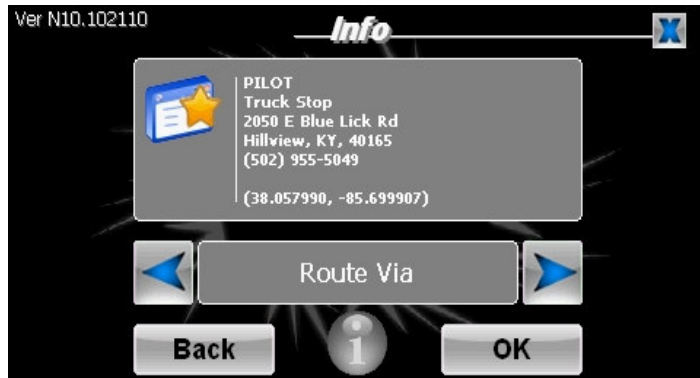 Ver N10.102110
Info
X
PILOT
Truck Stop
2050 E Blue Lick Rd
Hillview, KY, 40165
(502) 955-5049
(38.057990, -85.699907)
Route Via
i
Back
OK